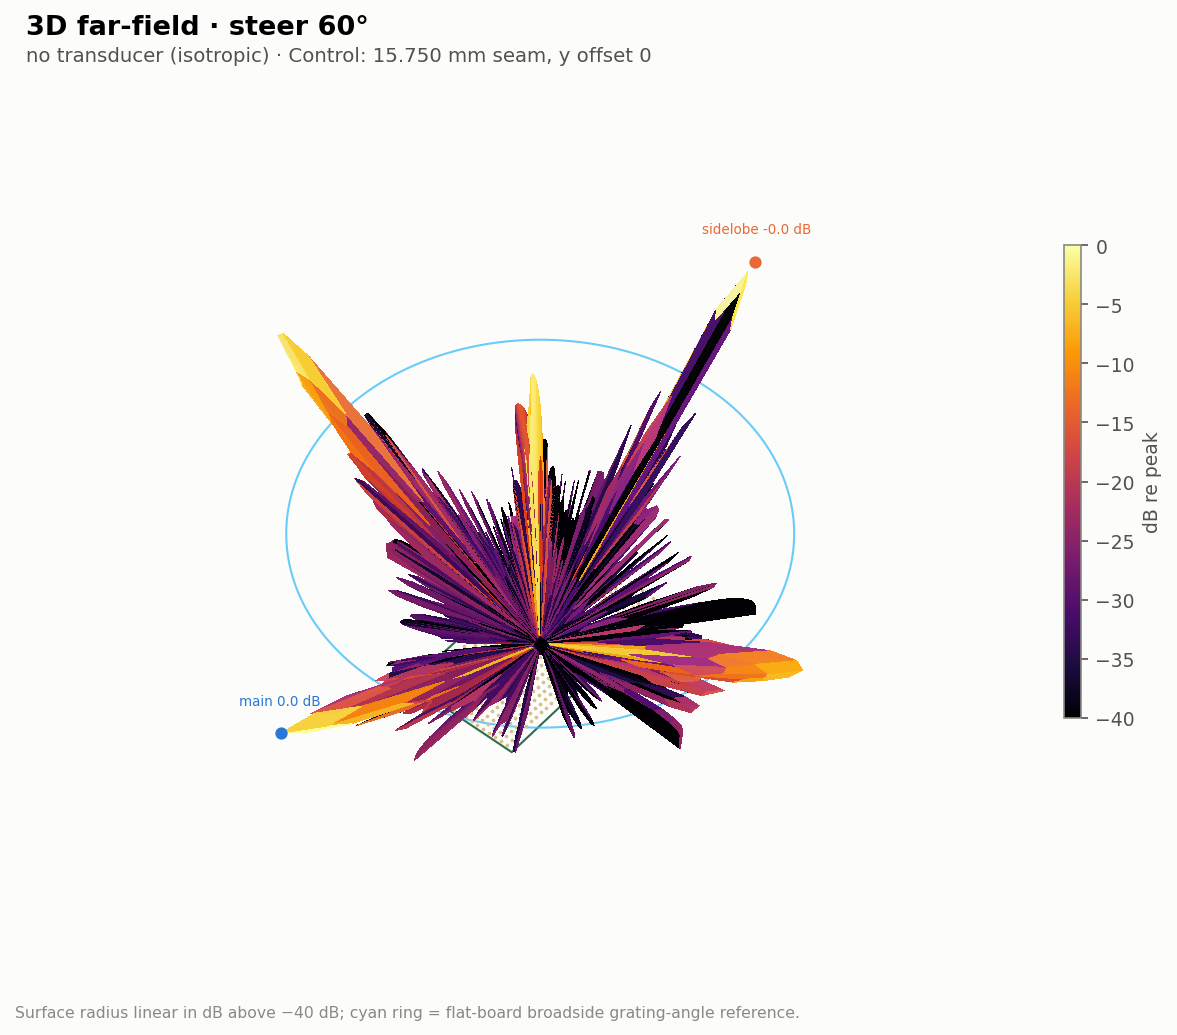 3D far-field · steer 60°
no transducer (isotropic) · Control: 15.750 mm seam, y offset 0
sidelobe -0.0 dB
main 0.0 dB
0
−5
−10
−15
−20
−25
−30
−35
−40
dB re peak
Surface radius linear in dB above −40 dB; cyan ring = flat-board broadside grating-angle reference.